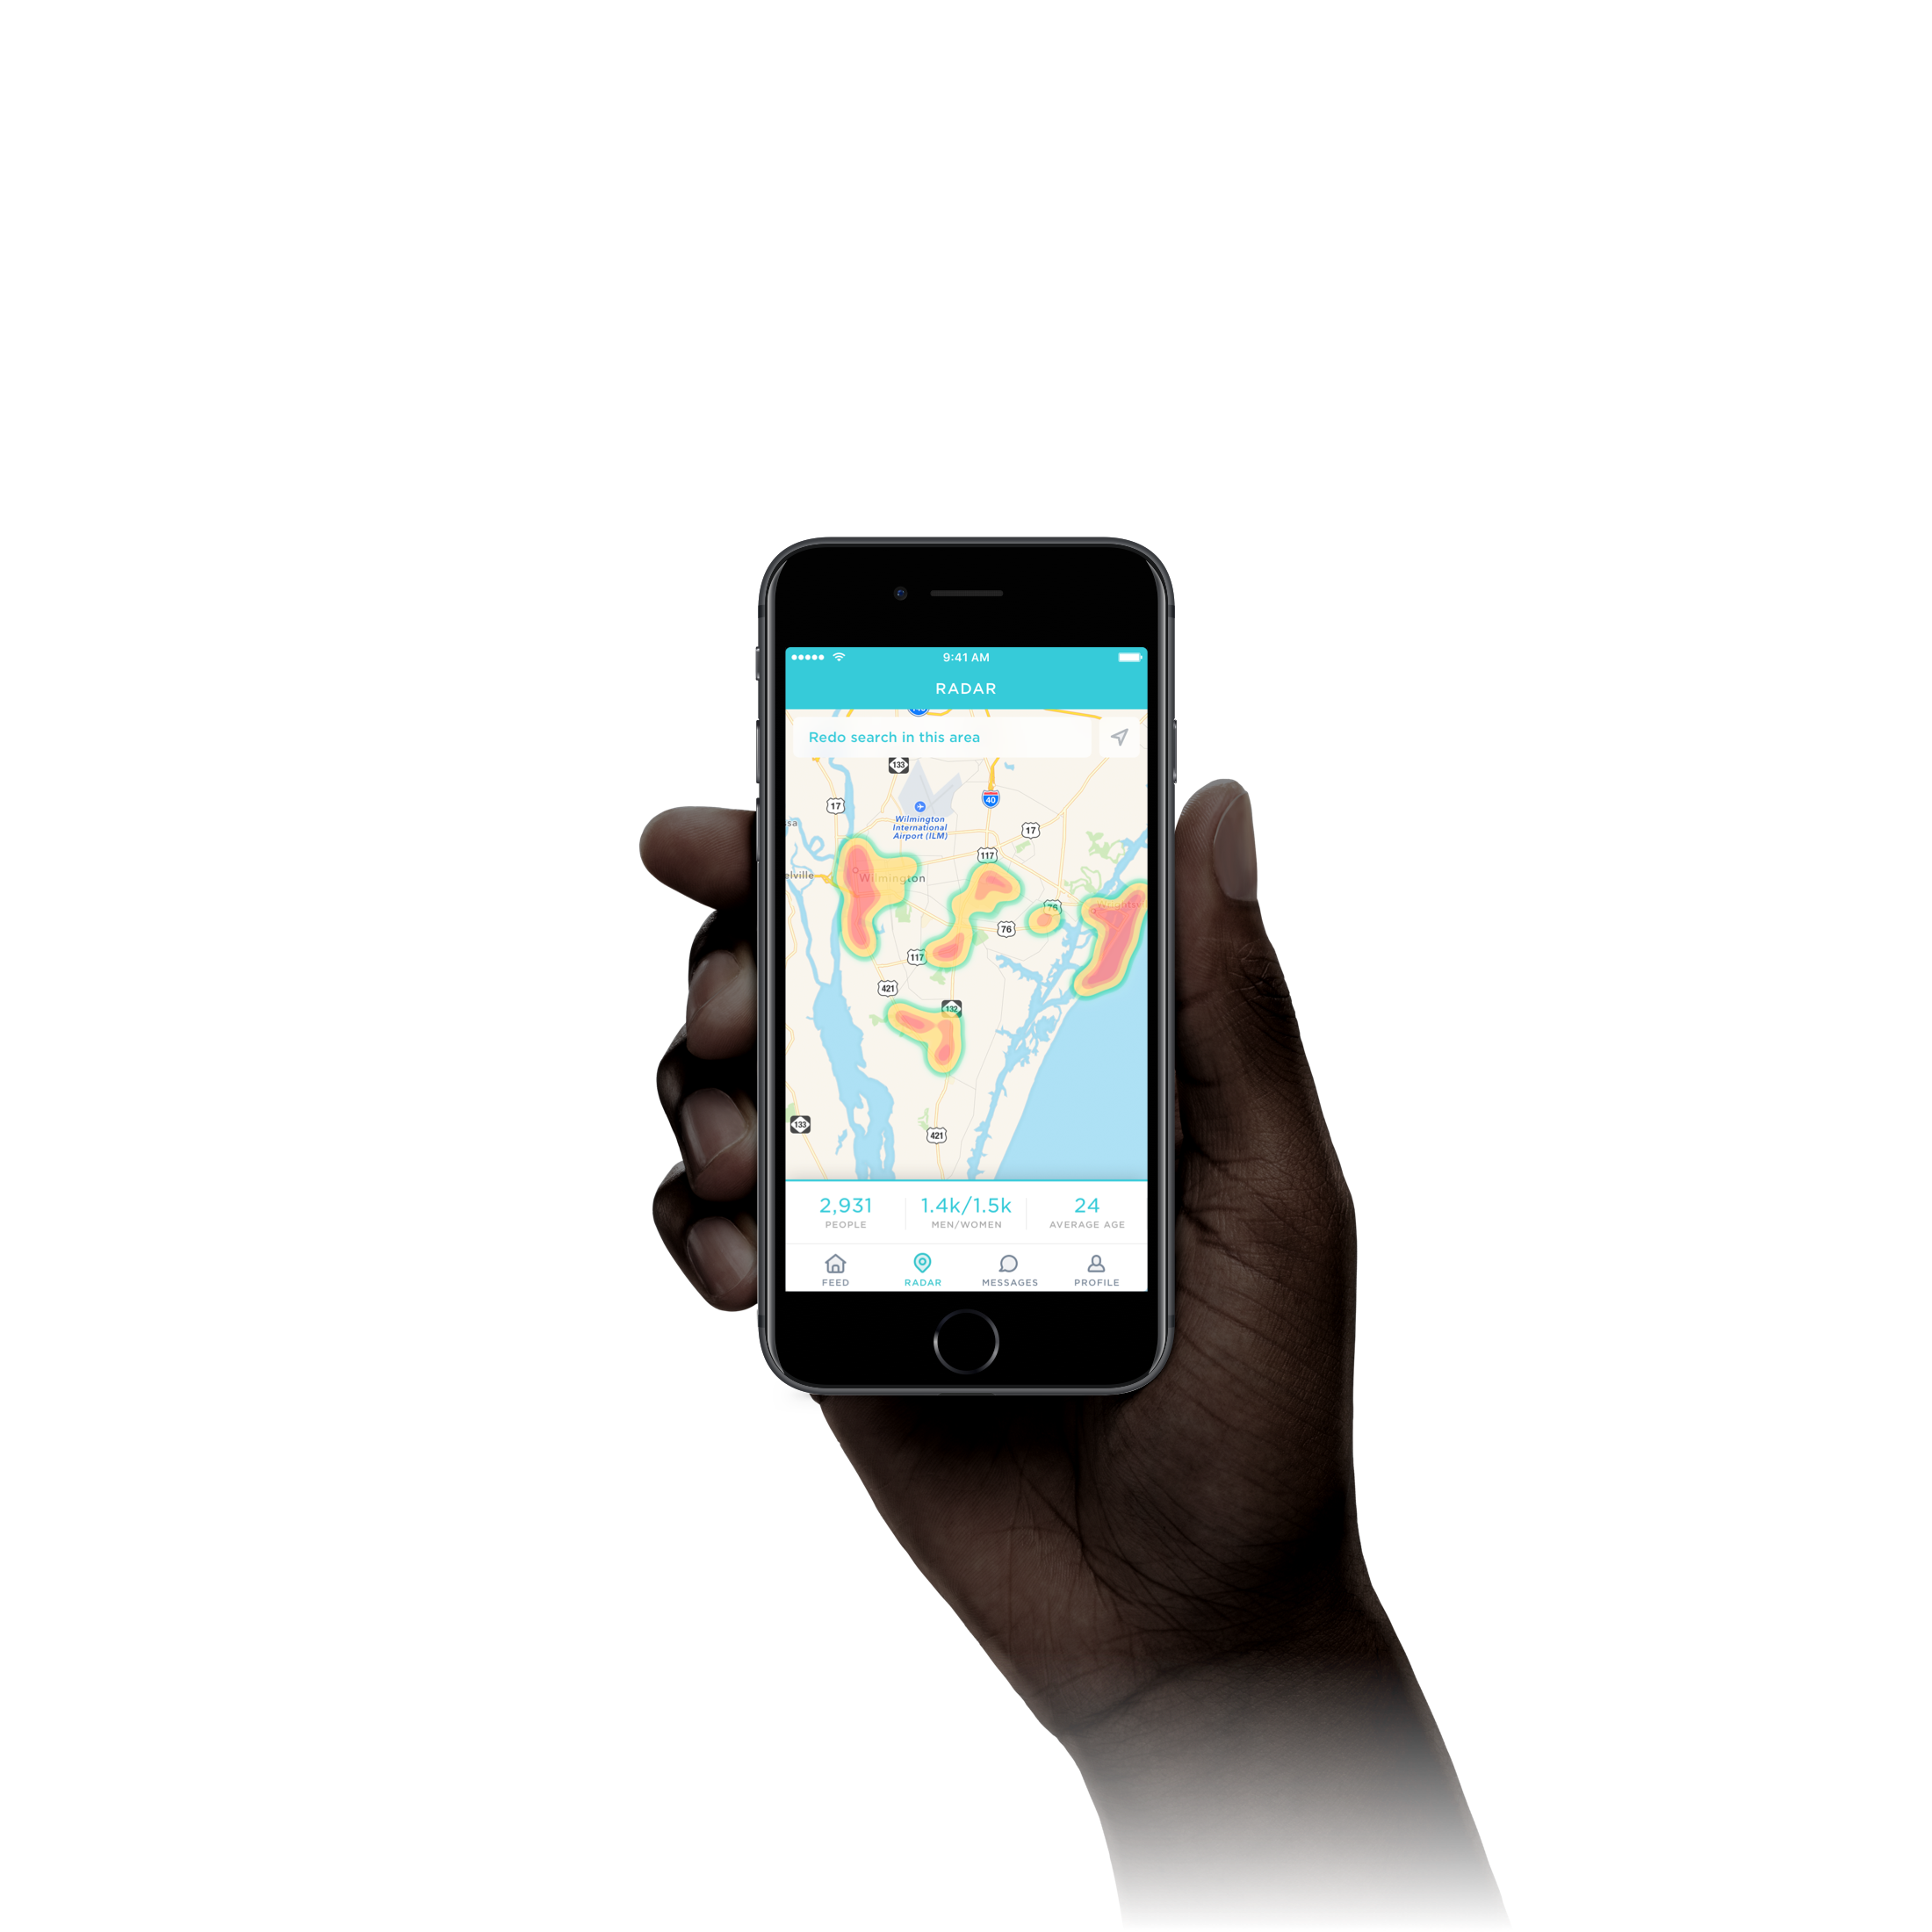 9:41 AM
RADAR
Redo search in this area
133
40
17
Wilmington
International
Airport (ILM)
17
117
elville
Wilmington
76
76
117
421
132
133
421
2,931
1.4k/1.5k
24
PEOPLE
MEN/WOMEN
AVERAGE AGE
FEED
RADAR
MESSAGES
PROFILE